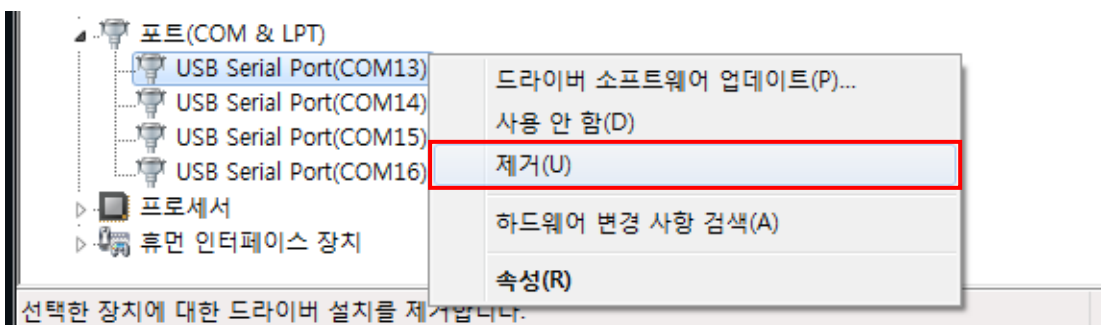 포트(COM & LPT)
USB Serial Port(COM13)
USB Serial Port(COM14)
USB Serial Port(COM15)
USB Serial Port(COM16)
프로세서
휴먼 인터페이스 장치
드라이버 소프트웨어 업데이트(P)...
사용 안 함(D)
제거(U)
하드웨어 변경 사항 검색(A)
속성(R)
선택한 장치에 대한 드라이버 설치를 제거합니다.